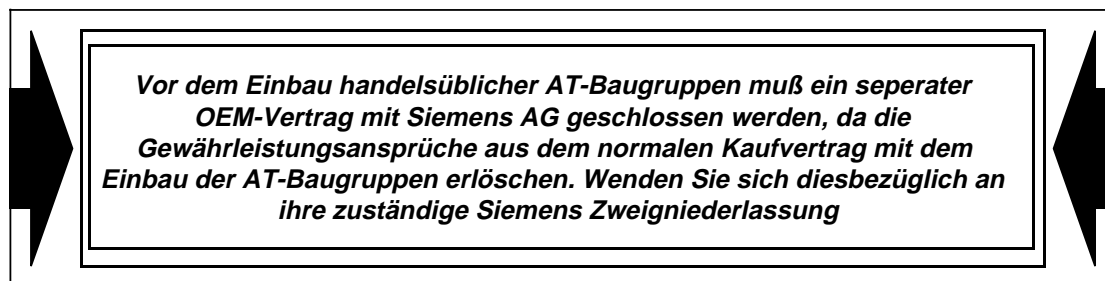 Vor dem Einbau handelsüblicher AT-Baugruppen muß ein seperater
OEM-Vertrag mit Siemens AG geschlossen werden, da die
Gewährleistungsansprüche aus dem normalen Kaufvertrag mit dem
Einbau der AT-Baugruppen erlöschen. Wenden Sie sich diesbezüglich an
ihre zuständige Siemens Zweigniederlassung